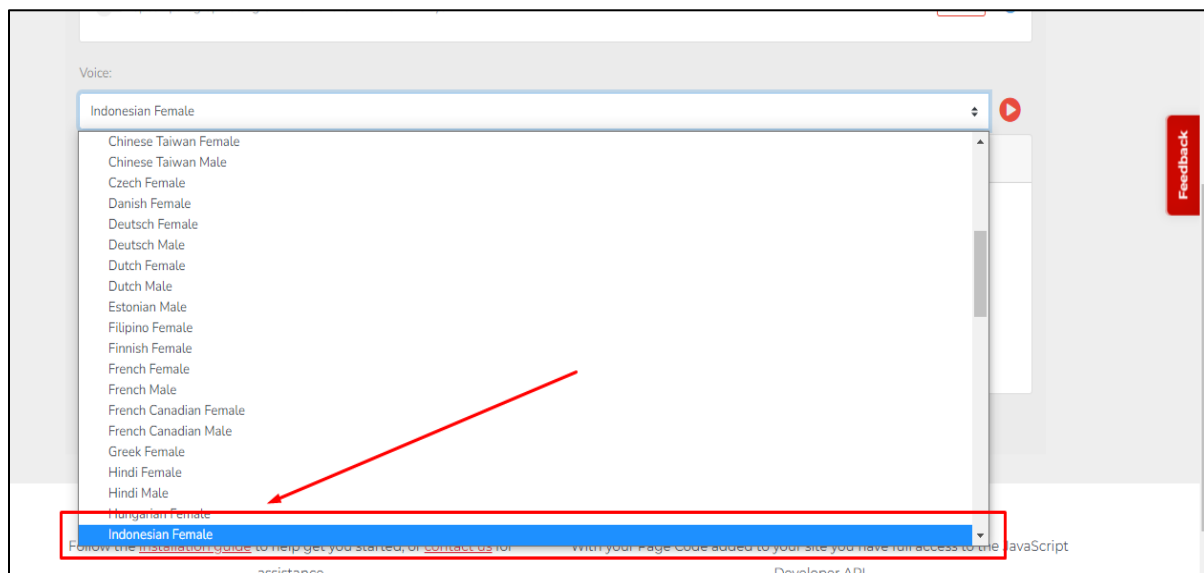 Voice:
Indonesian Female
Chinese Taiwan Female
Chinese Taiwan Male
Czech Female
Danish Female
Deutsch Female
Deutsch Male
Dutch Female
Dutch Male
Estonian Male
Filipino Female
Finnish Female
French Female
French Male
French Canadian Female
French Canadian Male
Greek Female
Hindi Female
Hindi Male
Hungarian Female
Indonesian Female
Feedback
Follow the installation guide to help get you started, or contact us for
assistance
With your Page Code added to your site you have full access to the JavaScript
Developer API